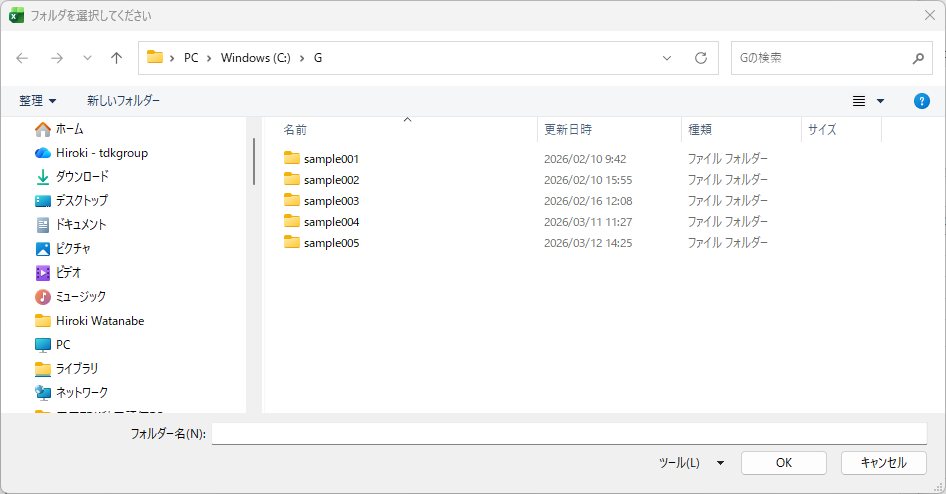 フォルダを選択してください
PC > Windows (C:) > G
Gの検索
整理 新しいフォルダー
ホーム
Hiroki - tdkgroup
ダウンロード
デスクトップ
ドキュメント
ピクチャ
ビデオ
ミュージック
Hiroki Watanabe
PC
ライブラリ
ネットワーク
名前 更新日時 種類 サイズ
sample001 2026/02/10 9:42 ファイル フォルダー
sample002 2026/02/10 15:55 ファイル フォルダー
sample003 2026/02/16 12:08 ファイル フォルダー
sample004 2026/03/11 11:27 ファイル フォルダー
sample005 2026/03/12 14:25 ファイル フォルダー
フォルダー名(N):
ツール(L) OK キャンセル